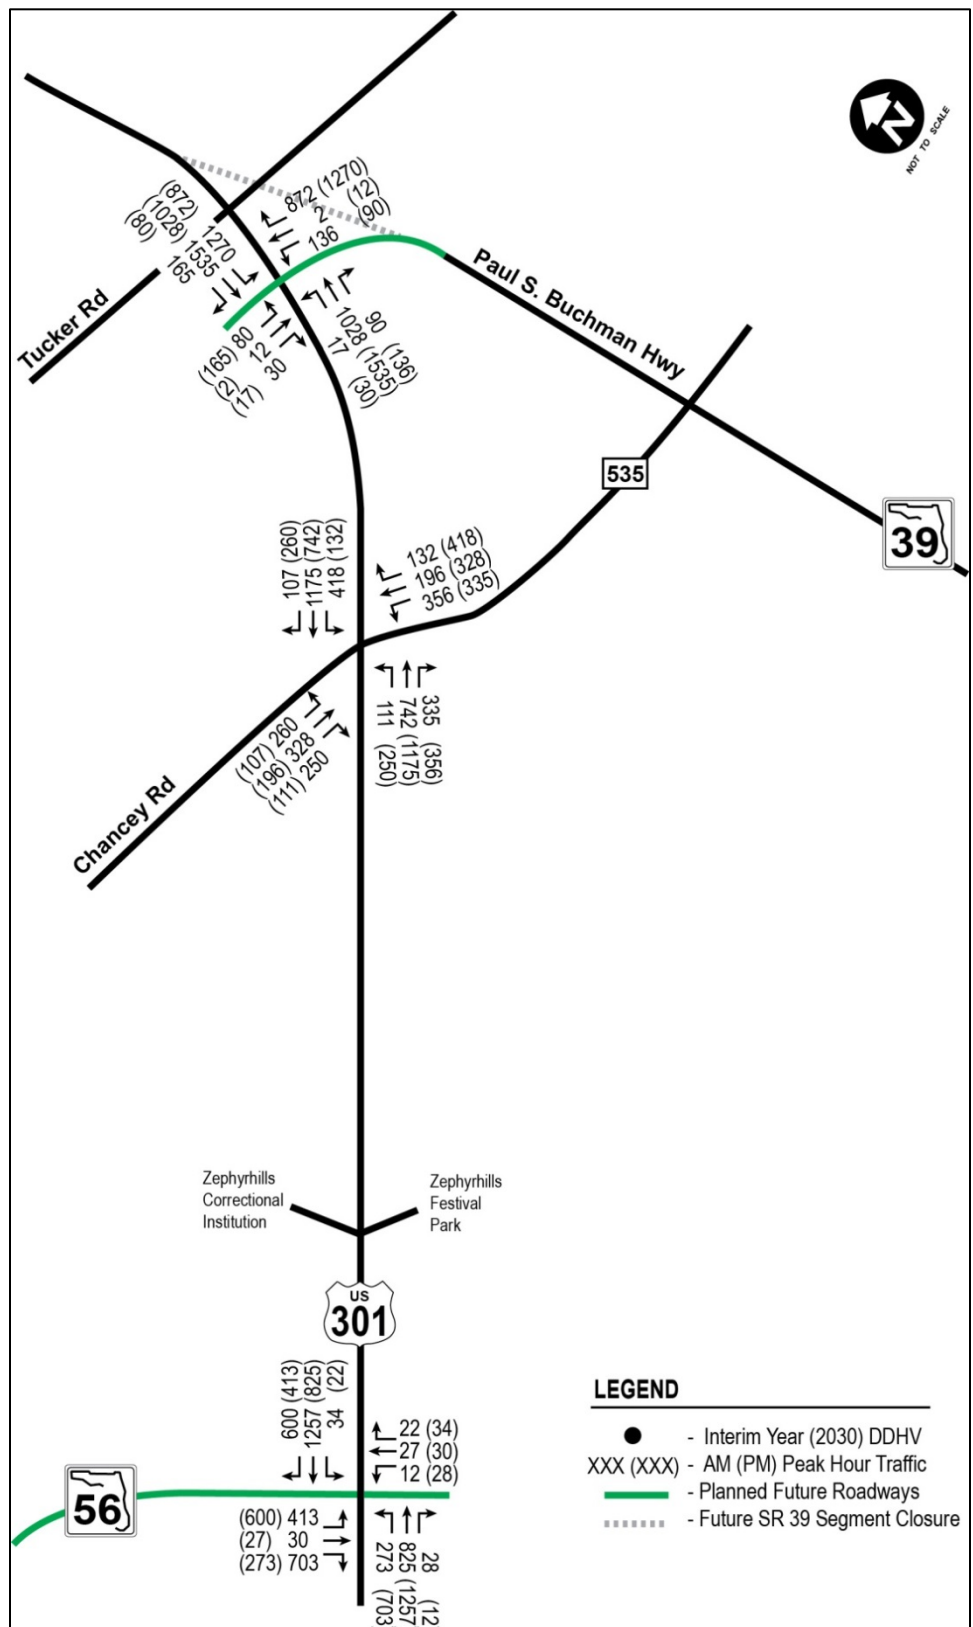 N
NOT TO SCALE
872 (1270)
2 (12)
136 (90)
(872) 1270
(1028) 1535
(80) 165
Tucker Rd
Paul S. Buchman Hwy
(165) 80
(2) 12
(17) 30
17 (30)
1028 (1535)
90 (136)
535
39
107 (260)
1175 (742)
418 (132)
132 (418)
196 (328)
356 (335)
(107) 260
(196) 328
(111) 250
111 (250)
742 (1175)
335 (356)
Chancey Rd
Zephyrhills
Correctional
Institution
Zephyrhills
Festival
Park
US
301
600 (413)
1257 (825)
34 (22)
22 (34)
27 (30)
12 (28)
56
(600) 413
(27) 30
(273) 703
273 (703
825 (1257
28 (12
LEGEND
- Interim Year (2030) DDHV
XXX (XXX) - AM (PM) Peak Hour Traffic
- Planned Future Roadways
- Future SR 39 Segment Closure